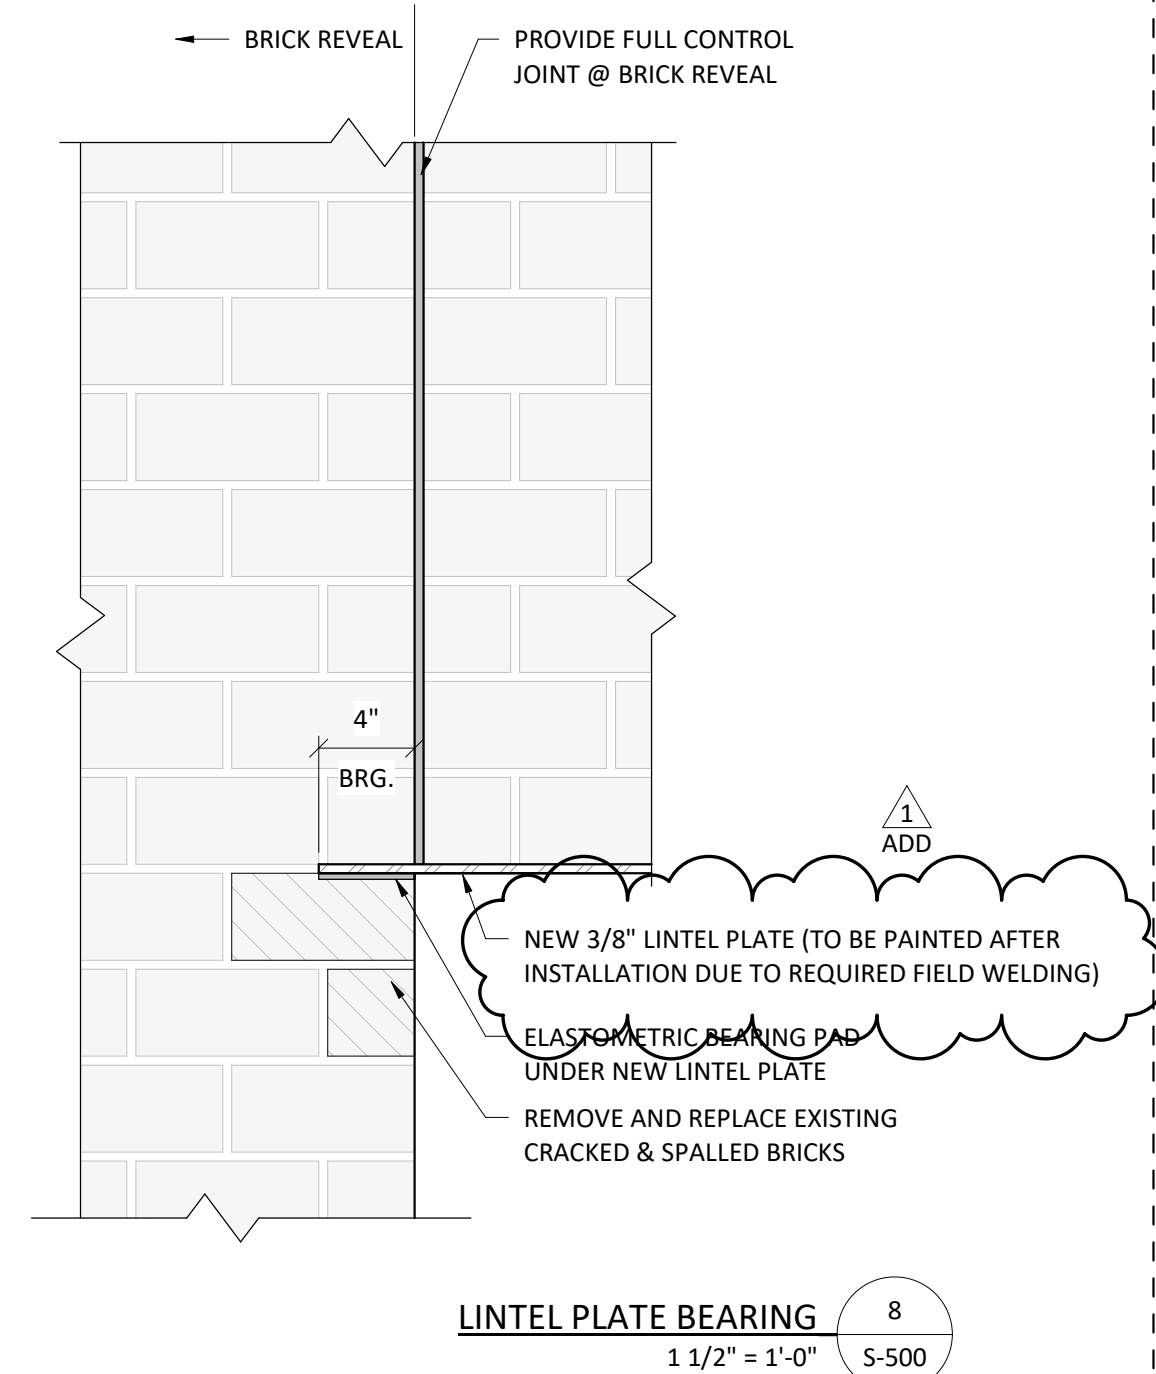 BRICK REVEAL
PROVIDE FULL CONTROL
JOINT @ BRICK REVEAL
4"
BRG.
1
ADD
NEW 3/8" LINTEL PLATE (TO BE PAINTED AFTER
INSTALLATION DUE TO REQUIRED FIELD WELDING)
ELASTOMETRIC BEARING PAD
UNDER NEW LINTEL PLATE
REMOVE AND REPLACE EXISTING
CRACKED & SPALLED BRICKS
LINTEL PLATE BEARING
8
1 1/2" = 1'-0"
S-500